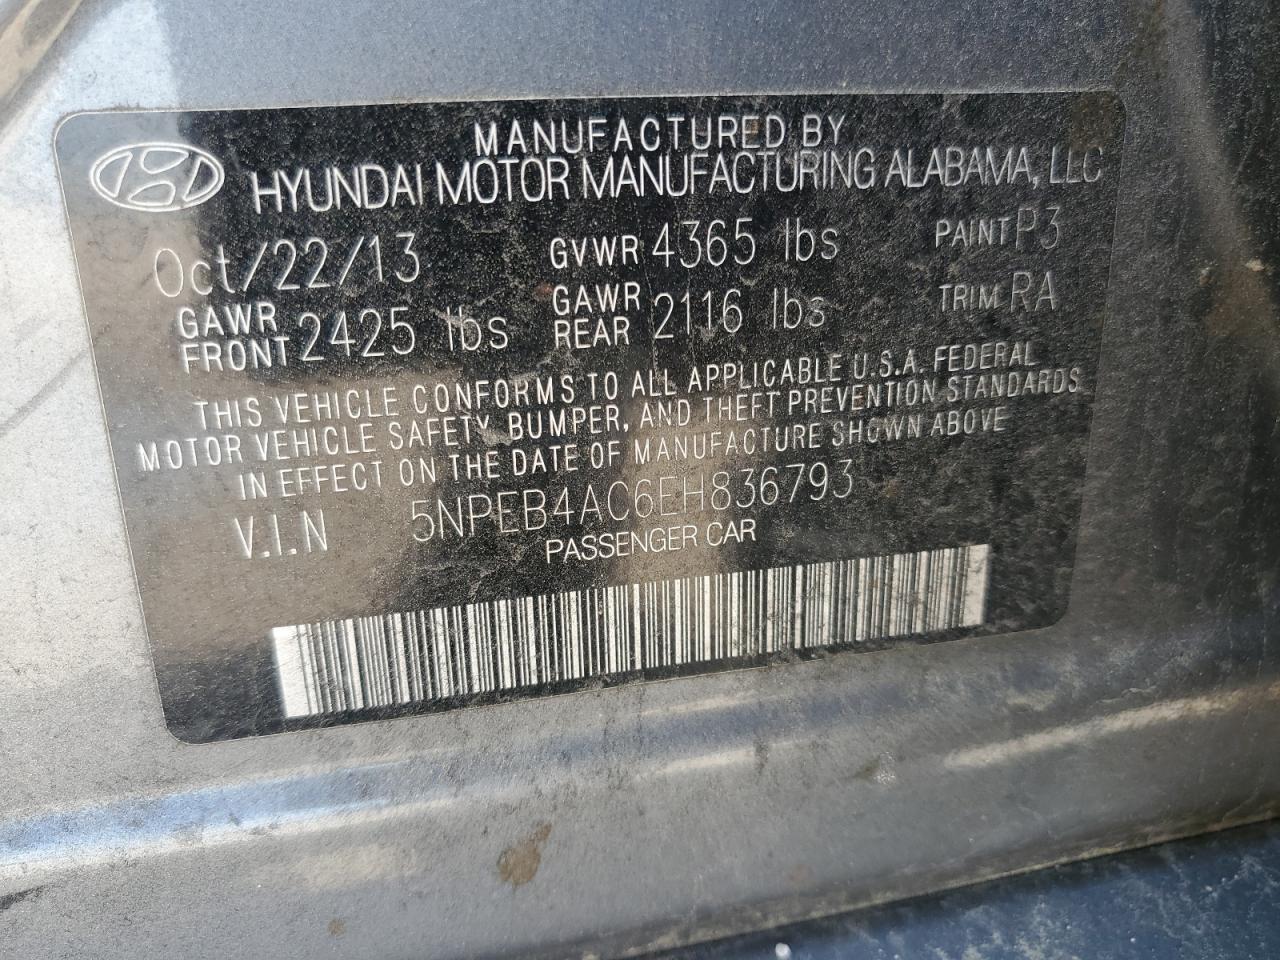 MANUFACTURED BY
HYUNDAI MOTOR MANUFACTURING ALABAMA, LLC
Oct/22/13 GVWR 4365 lbs PAINT P3
GAWR FRONT 2425 lbs GAWR REAR 2116 lbs TRIM RA
THIS VEHICLE CONFORMS TO ALL APPLICABLE U.S.A. FEDERAL
MOTOR VEHICLE SAFETY, BUMPER, AND THEFT PREVENTION STANDARDS
IN EFFECT ON THE DATE OF MANUFACTURE SHOWN ABOVE
V.I.N 5NPEB4AC6EH836793
PASSENGER CAR